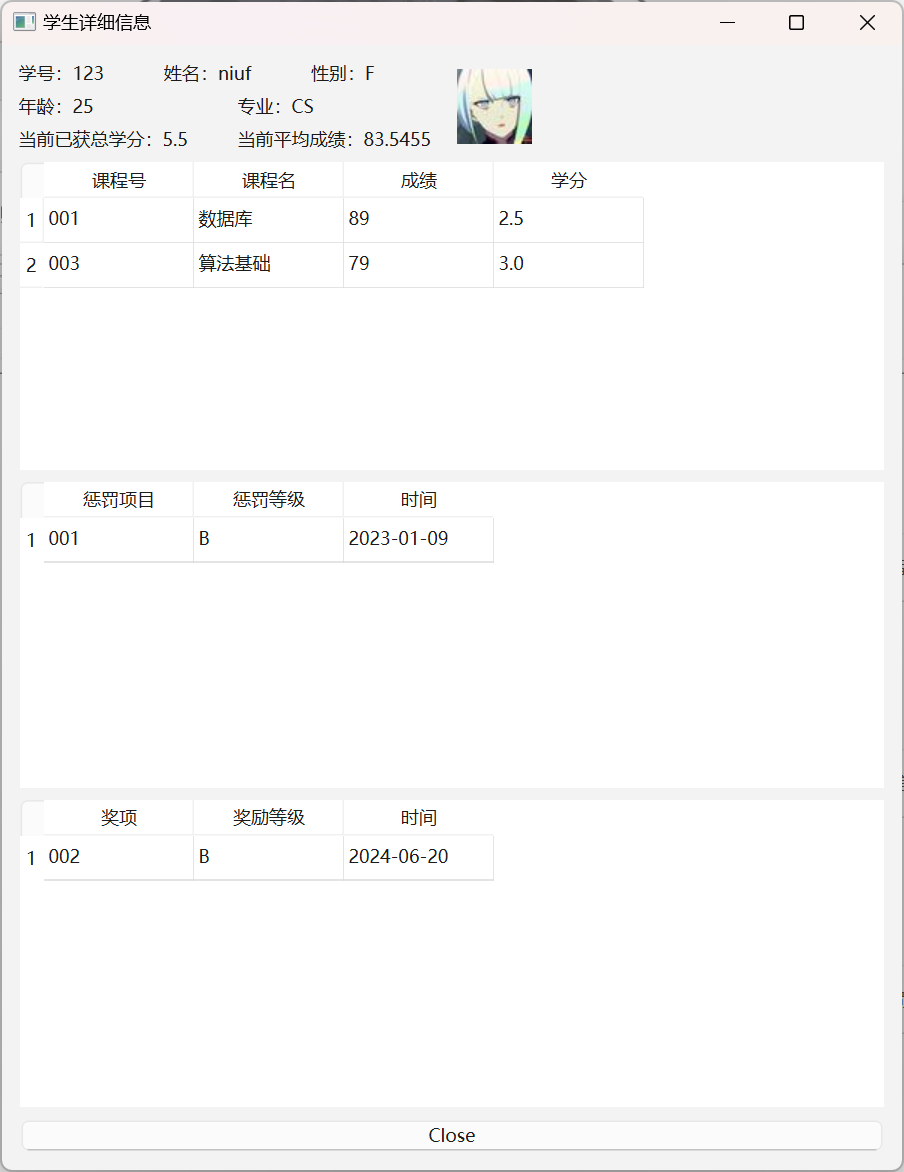 学生详细信息
学号：123 姓名：niuf 性别：F
年龄：25 专业：CS
当前已获总学分：5.5 当前平均成绩：83.5455
课程号 课程名 成绩 学分
1 001 数据库 89 2.5
2 003 算法基础 79 3.0
惩罚项目 惩罚等级 时间
1 001 B 2023-01-09
奖项 奖励等级 时间
1 002 B 2024-06-20
Close